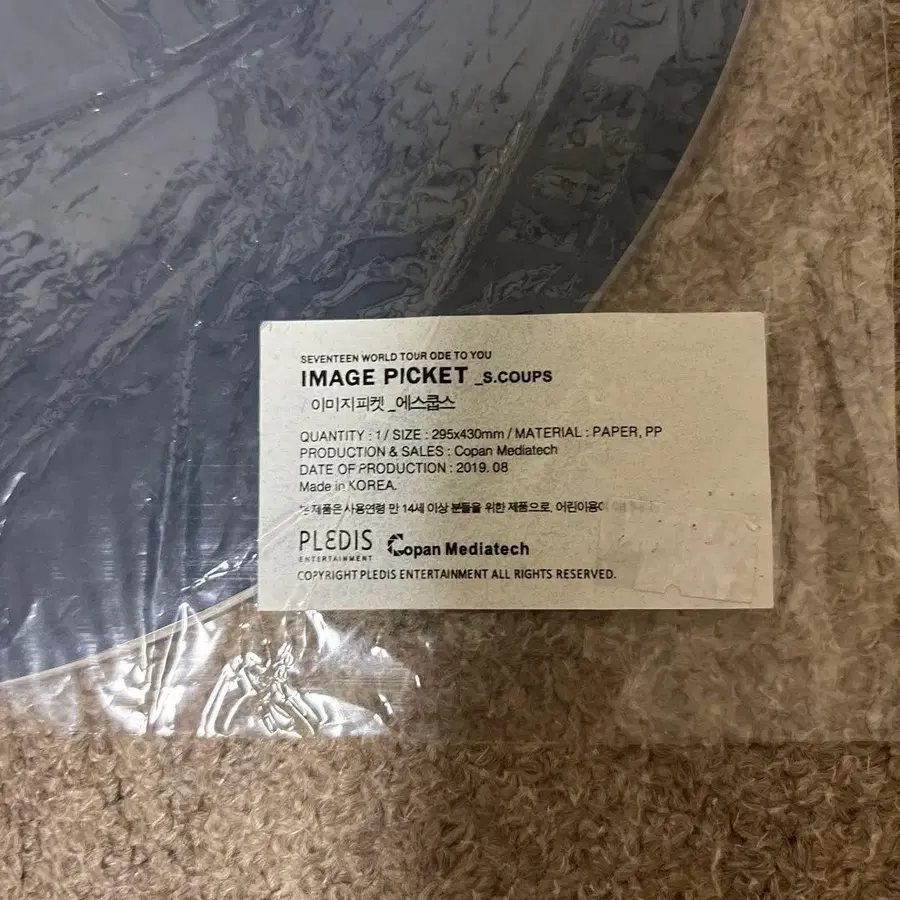 SEVENTEEN WORLD TOUR ODE TO YOU
IMAGE PICKET _S.COUPS
이미지피켓_에스쿱스
QUANTITY : 1 / SIZE : 295x430mm / MATERIAL : PAPER, PP
PRODUCTION & SALES : Copan Mediatech
DATE OF PRODUCTION : 2019. 08
Made in KOREA.
제품은 사용연령 만 14세 이상 분들을 위한 제품으로, 어린이용이
PLEDIS Copan Mediatech
ENTERTAINMENT
COPYRIGHT PLEDIS ENTERTAINMENT ALL RIGHTS RESERVED.